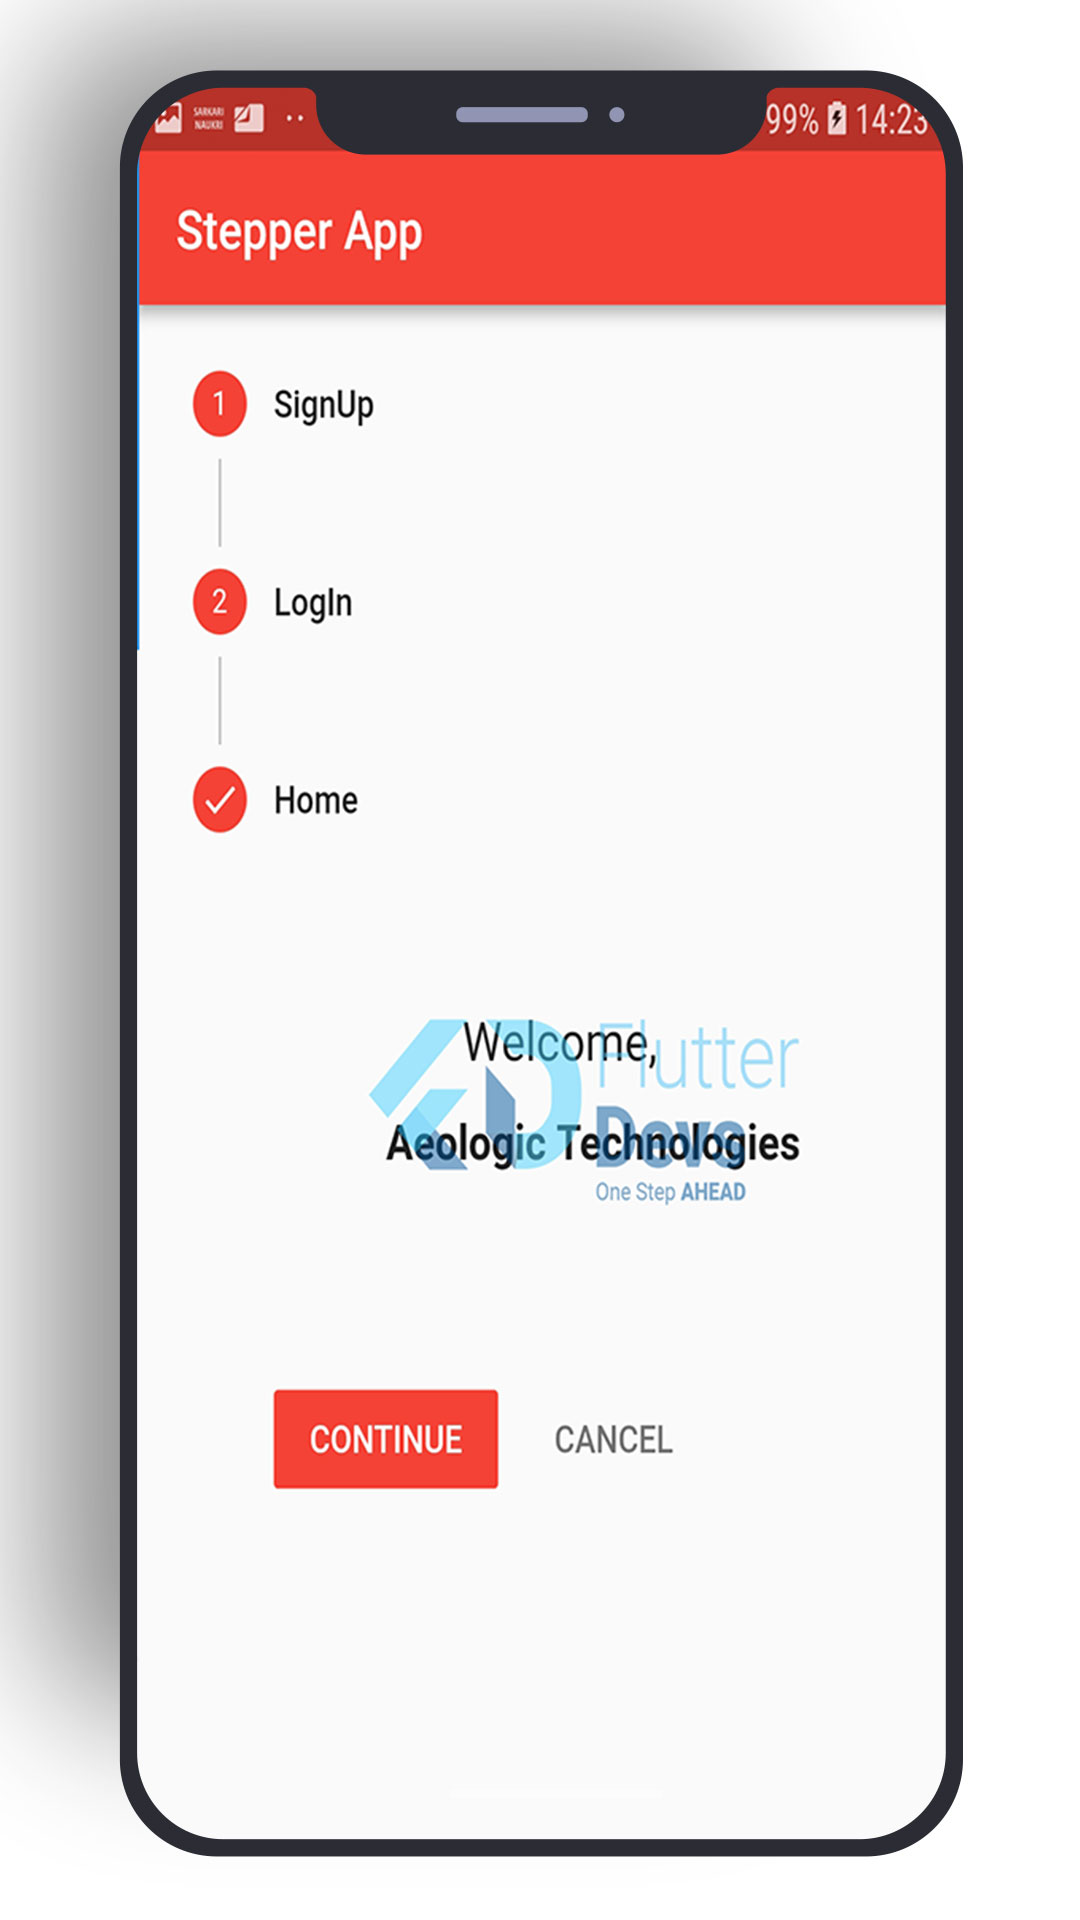 SARKARI
NAUKRI
99% 14:23
Stepper App
1 SignUp
2 LogIn
Home
Welcome,
Flutter
Devs
Aeologic Technologies
One Step AHEAD
CONTINUE CANCEL